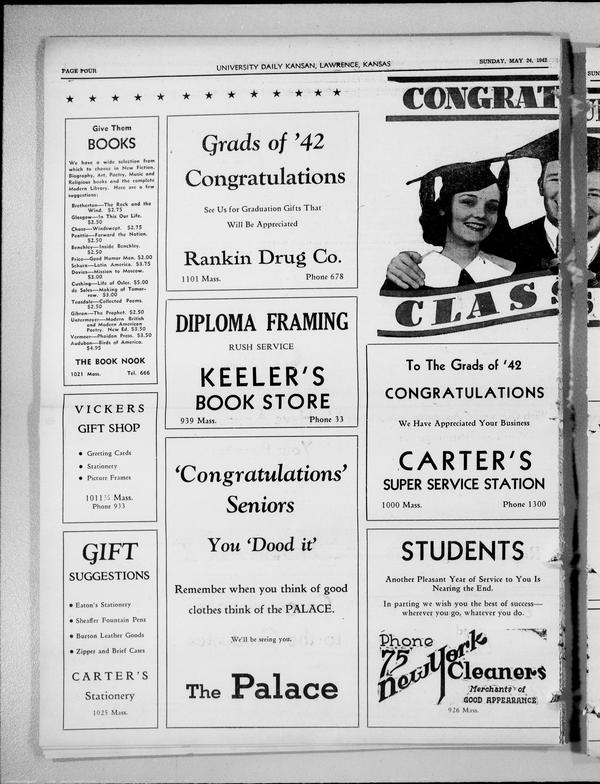 PAGE FOUR
UNIVERSITY DAILY KANSAN, LAWRENCE, KANSAS
SUNDAY, MAY 24, 1942
SUN
Give Them
BOOKS
We have a wide selection from
which to choose in New Fiction,
Biography, Art, Poetry, Music and
Religious books and the complete
Modern Library. Here are a few
suggestions:
Brotherton—The Rock and the
Wind. $2.75
Glasgow—In This Our Life.
$2.50
Chase—Windswept. $2.75
Peattie—Forward the Nation.
$2.50
Benchley—Inside Benchley.
$2.50
Price—Good Humor Man. $2.00
Schurz—Latin America. $3.75
Davies—Mission to Moscow.
$3.00
Cushing—Life of Osler. $5.00
de Sales—Making of Tomor-
row. $3.00
Teasdale—Collected Poems.
$2.50
Gibran—The Prophet. $2.50
Untermeyer—Modern British
and Modern American
Poetry. New Ed. $3.50
Vermeer—Phaidon Press. $3.50
Audubon—Birds of America.
$4.95
THE BOOK NOOK
1021 Mass. Tel. 666
VICKERS
GIFT SHOP
• Greeting Cards
• Stationery
• Picture Frames
1011½ Mass.
Phone 933
GIFT
SUGGESTIONS
• Eaton's Stationery
• Sheaffer Fountain Pens
• Burton Leather Goods
• Zipper and Brief Cases
CARTER'S
Stationery
1025 Mass.
Grads of '42
Congratulations
See Us for Graduation Gifts That
Will Be Appreciated
Rankin Drug Co.
1101 Mass. Phone 678
DIPLOMA FRAMING
RUSH SERVICE
KEELER'S
BOOK STORE
939 Mass. Phone 33
'Congratulations'
Seniors
You 'Dood it'
Remember when you think of good
clothes think of the PALACE.
We'll be seeing you.
The Palace
CONGRAT
CLASS
To The Grads of '42
CONGRATULATIONS
We Have Appreciated Your Business
CARTER'S
SUPER SERVICE STATION
1000 Mass. Phone 1300
STUDENTS
Another Pleasant Year of Service to You Is
Nearing the End.
In parting we wish you the best of success—
wherever you go, whatever you do.
Phone
75
New York
Cleaners
Merchants of
GOOD APPEARANCE
926 Mass.